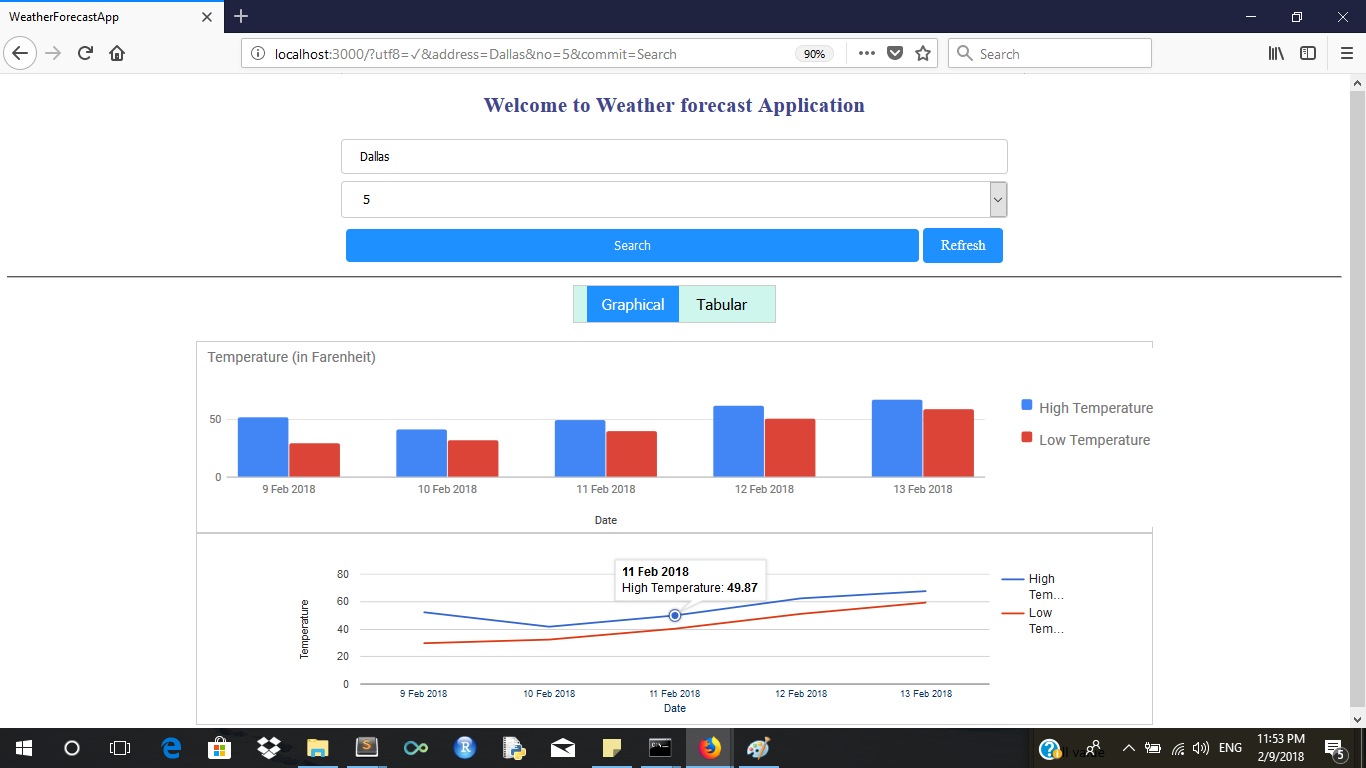 WeatherForecastApp
localhost:3000/?utf8=✓&address=Dallas&no=5&commit=Search
90%
Search
Welcome to Weather forecast Application
Dallas
5
Search
Refresh
Graphical
Tabular
Temperature (in Farenheit)
50
0
9 Feb 2018
10 Feb 2018
11 Feb 2018
12 Feb 2018
13 Feb 2018
Date
High Temperature
Low Temperature
80
60
40
20
0
Temperature
11 Feb 2018
High Temperature: 49.87
9 Feb 2018
10 Feb 2018
11 Feb 2018
12 Feb 2018
13 Feb 2018
Date
High
Tem...
Low
Tem...
ENG
11:53 PM
2/9/2018
5